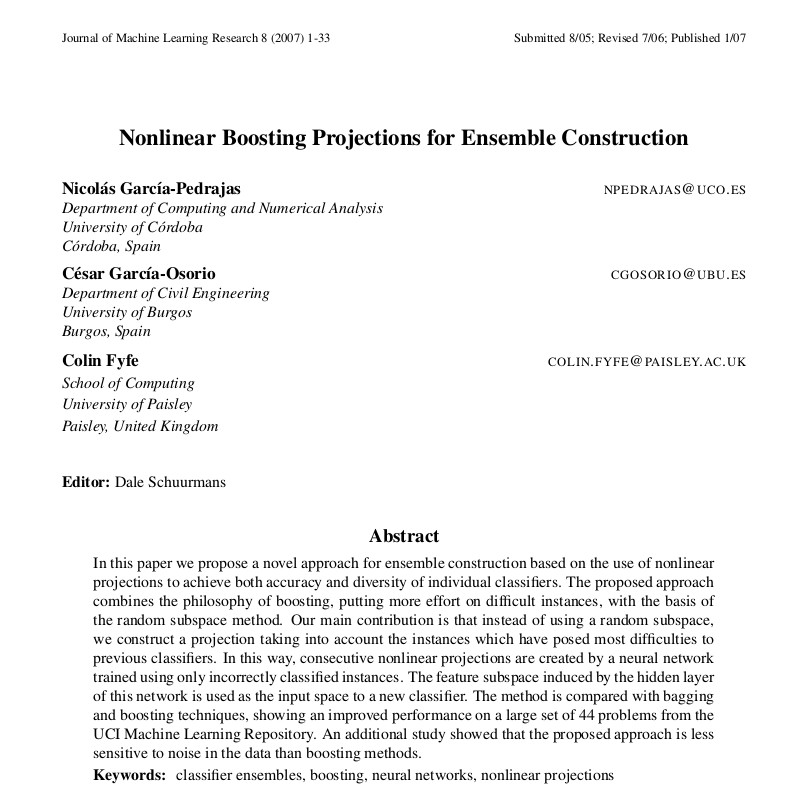 Journal of Machine Learning Research 8 (2007) 1-33 Submitted 8/05; Revised 7/06; Published 1/07
Nonlinear Boosting Projections for Ensemble Construction
Nicolás García-Pedrajas NPEDRAJAS@UCO.ES
Department of Computing and Numerical Analysis
University of Córdoba
Córdoba, Spain
César García-Osorio CGOSORIO@UBU.ES
Department of Civil Engineering
University of Burgos
Burgos, Spain
Colin Fyfe COLIN.FYFE@PAISLEY.AC.UK
School of Computing
University of Paisley
Paisley, United Kingdom
Editor: Dale Schuurmans
Abstract
In this paper we propose a novel approach for ensemble construction based on the use of nonlinear
projections to achieve both accuracy and diversity of individual classifiers. The proposed approach
combines the philosophy of boosting, putting more effort on difficult instances, with the basis of
the random subspace method. Our main contribution is that instead of using a random subspace,
we construct a projection taking into account the instances which have posed most difficulties to
previous classifiers. In this way, consecutive nonlinear projections are created by a neural network
trained using only incorrectly classified instances. The feature subspace induced by the hidden layer
of this network is used as the input space to a new classifier. The method is compared with bagging
and boosting techniques, showing an improved performance on a large set of 44 problems from the
UCI Machine Learning Repository. An additional study showed that the proposed approach is less
sensitive to noise in the data than boosting methods.
Keywords: classifier ensembles, boosting, neural networks, nonlinear projections